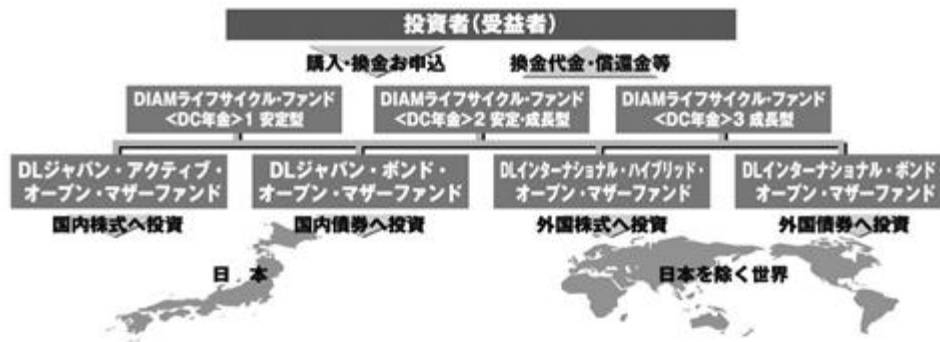 投資者(受益者)
購入・換金お申込
換金代金・償還金等
DIAMライフサイクル・ファンド
<DC年金>1 安定型
DIAMライフサイクル・ファンド
<DC年金>2 安定・成長型
DIAMライフサイクル・ファンド
<DC年金>3 成長型
DLジャパン・アクティブ・
オープン・マザーファンド
DLジャパン・ボンド・
オープン・マザーファンド
DLインターナショナル・ハイブリッド・
オープン・マザーファンド
DLインターナショナル・ボンド
オープン・マザーファンド
国内株式へ投資
国内債券へ投資
外国株式へ投資
外国債券へ投資
日 本
日本を除く世界